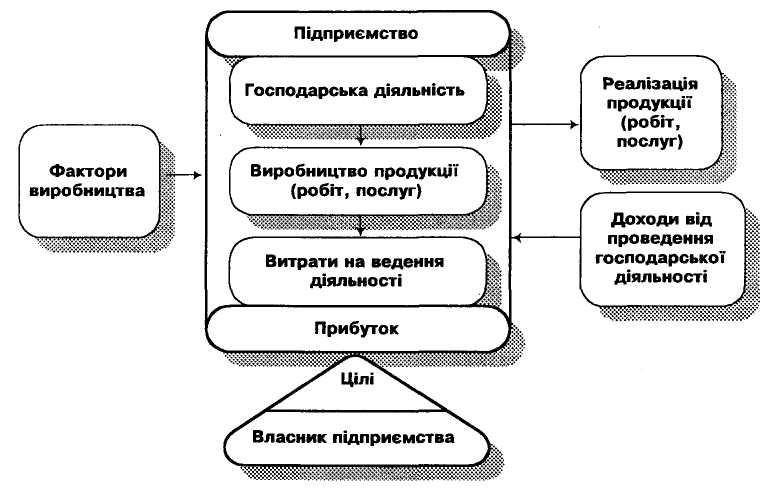 Підприємство
Господарська діяльність
Виробництво продукції
(робіт, послуг)
Витрати на ведення
діяльності
Прибуток
Цілі
Власник підприємства
Фактори
виробництва
Реалізація
продукції
(робіт,
послуг)
Доходи від
проведення
господарської
діяльності